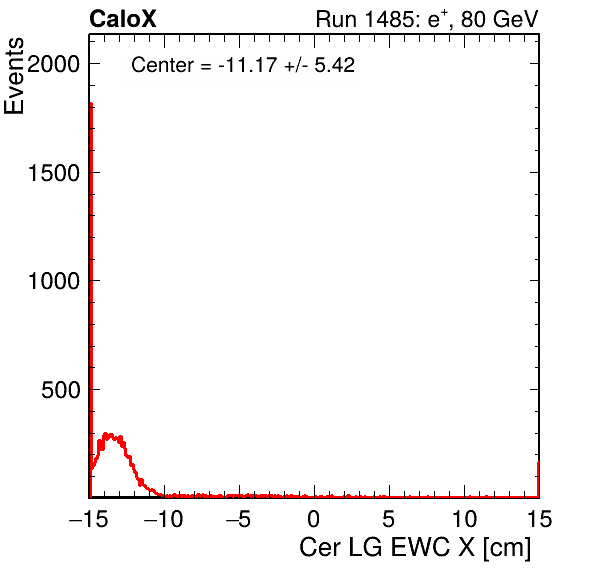 CaloX Run 1485: e⁺, 80 GeV
Center = -11.17 +/- 5.42
Events
2000
1500
1000
500
−15 −10 −5 0 5 10 15
Cer LG EWC X [cm]